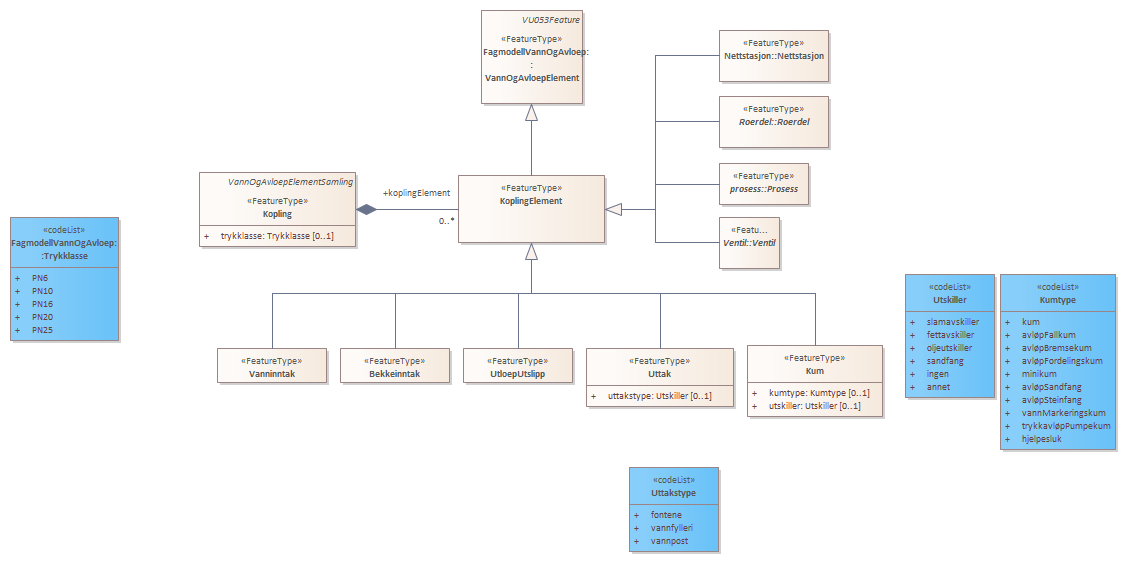 VU053Feature
«FeatureType»
FagmodellVannOgAvloep:
:
VannOgAvloepElement
«FeatureType»
Nettstasjon::Nettstasjon
«FeatureType»
Roerdel::Roerdel
«FeatureType»
prosess::Prosess
«Featu...
Ventil::Ventil
VannOgAvloepElementSamling
«FeatureType»
Kopling
+ trykklasse: Trykklasse [0..1]
+koplingElement
0..*
«FeatureType»
KoplingElement
«codeList»
FagmodellVannOgAvloep:
:Trykklasse
+ PN6
+ PN10
+ PN16
+ PN20
+ PN25
«FeatureType»
Vanninntak
«FeatureType»
Bekkeinntak
«FeatureType»
UtloepUtslipp
«FeatureType»
Uttak
+ uttakstype: Utskiller [0..1]
«FeatureType»
Kum
+ kumtype: Kumtype [0..1]
+ utskiller: Utskiller [0..1]
«codeList»
Utskiller
+ slamavskiller
+ fettavskiller
+ oljeutskiller
+ sandfang
+ ingen
+ annet
«codeList»
Kumtype
+ kum
+ avløpFallkum
+ avløpBremsekum
+ avløpFordelingskum
+ minikum
+ avløpSandfang
+ avløpSteinfang
+ vannMarkeringskum
+ trykkavløpPumpekum
+ hjelpesluk
«codeList»
Uttakstype
+ fontene
+ vannfylleri
+ vannpost